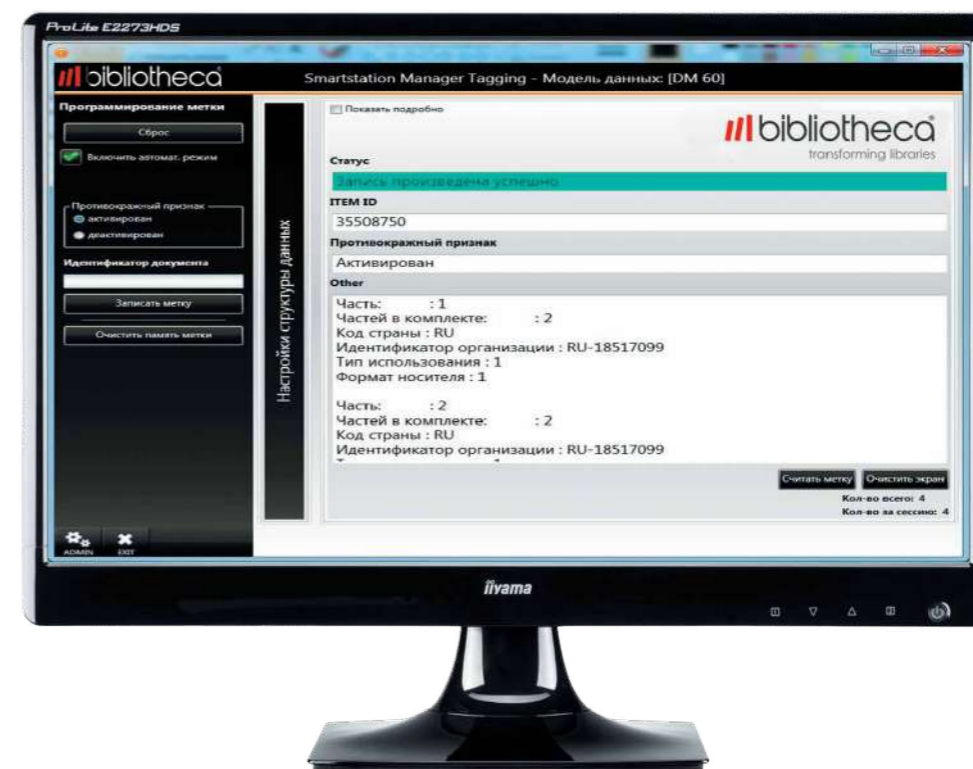 ProLite E2273HDS
bibliotheca
Smartstation Manager Tagging - Модель данных: [DM 60]
Программирование метки
Сброс
Включить автомат. режим
Противокражный признак
активирован
деактивирован
Идентификатор документа
Записать метку
Очистить память метки
ADMIN
EXIT
Настройки структуры данных
Показать подробно
bibliotheca
transforming libraries
Статус
Запись произведена успешно
ITEM ID
35508750
Противокражный признак
Активирован
Other
Часть: : 1
Частей в комплекте: : 2
Код страны : RU
Идентификатор организации : RU-18517099
Тип использования : 1
Формат носителя : 1
Часть: : 2
Частей в комплекте: : 2
Код страны : RU
Идентификатор организации : RU-18517099
Считать метку
Очистить экран
Кол-во всего: 4
Кол-во за сессию: 4
iiyama